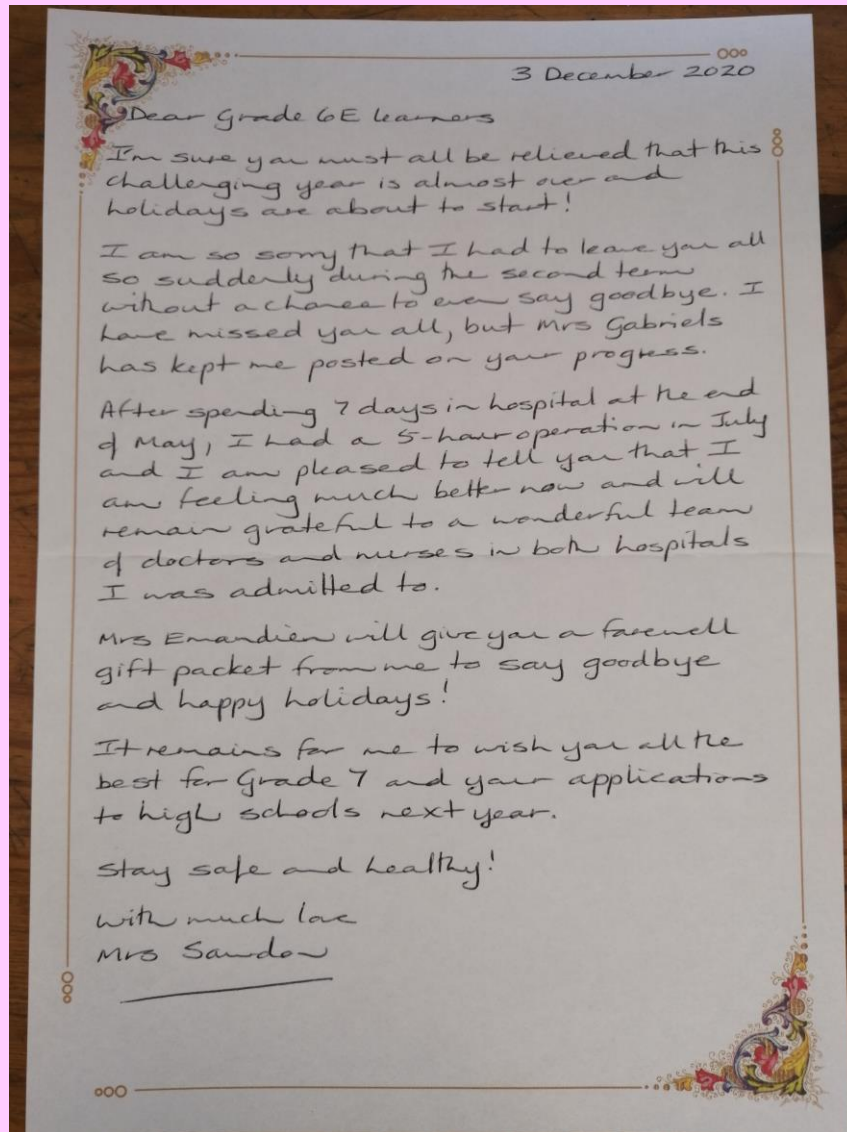 3 December 2020
Dear Grade 6E learners
I'm sure you must all be relieved that this
challenging year is almost over and
holidays are about to start!
I am so sorry that I had to leave you all
so suddenly during the second term
without a chance to even say goodbye. I
have missed you all, but Mrs Gabriels
has kept me posted on your progress.
After spending 7 days in hospital at the end
of May, I had a 5-hour operation in July
and I am pleased to tell you that I
am feeling much better now and will
remain grateful to a wonderful team
of doctors and nurses in both hospitals
I was admitted to.
Mrs Emandien will give you a farewell
gift packet from me to say goodbye
and happy holidays!
It remains for me to wish you all the
best for Grade 7 and your applications
to high schools next year.
Stay safe and healthy!
With much love
Mrs Sawdon